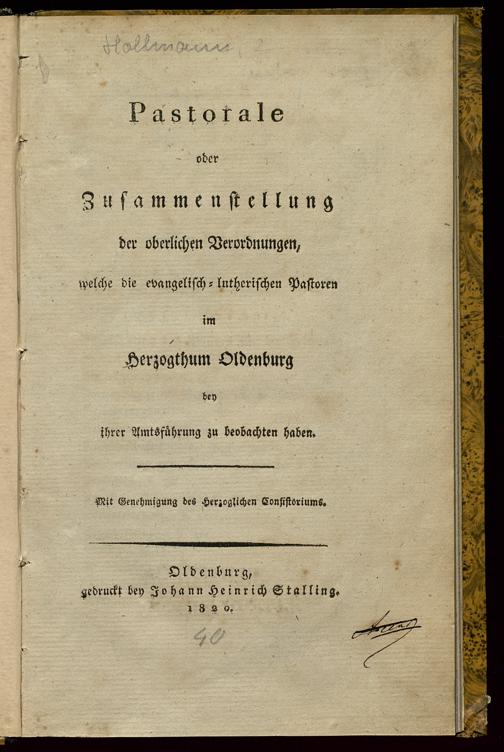 Hollmann, 2
Pastorale
oder
Zusammenstellung
der oberlichen Verordnungen,
welche die evangelisch-lutherischen Pastoren
im
Herzogthum Oldenburg
bey
ihrer Amtsführung zu beobachten haben.
Mit Genehmigung des Herzoglichen Consistoriums.
Oldenburg,
gedruckt bey Johann Heinrich Stalling.
1820.
40